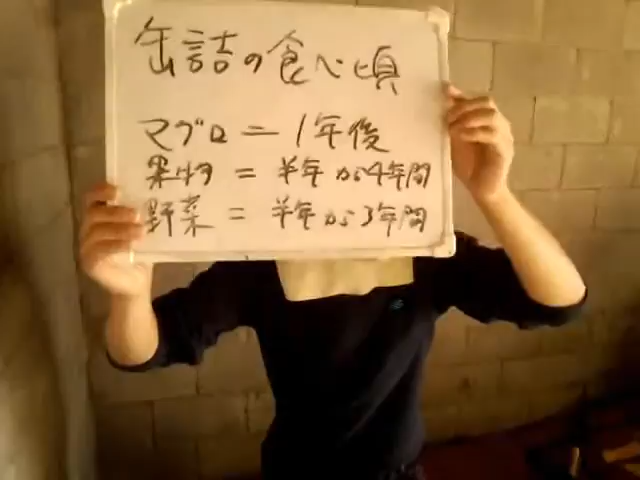 缶詰の食べ頃
マグロ＝1年後
果物＝半年から4年間
野菜＝半年から3年間